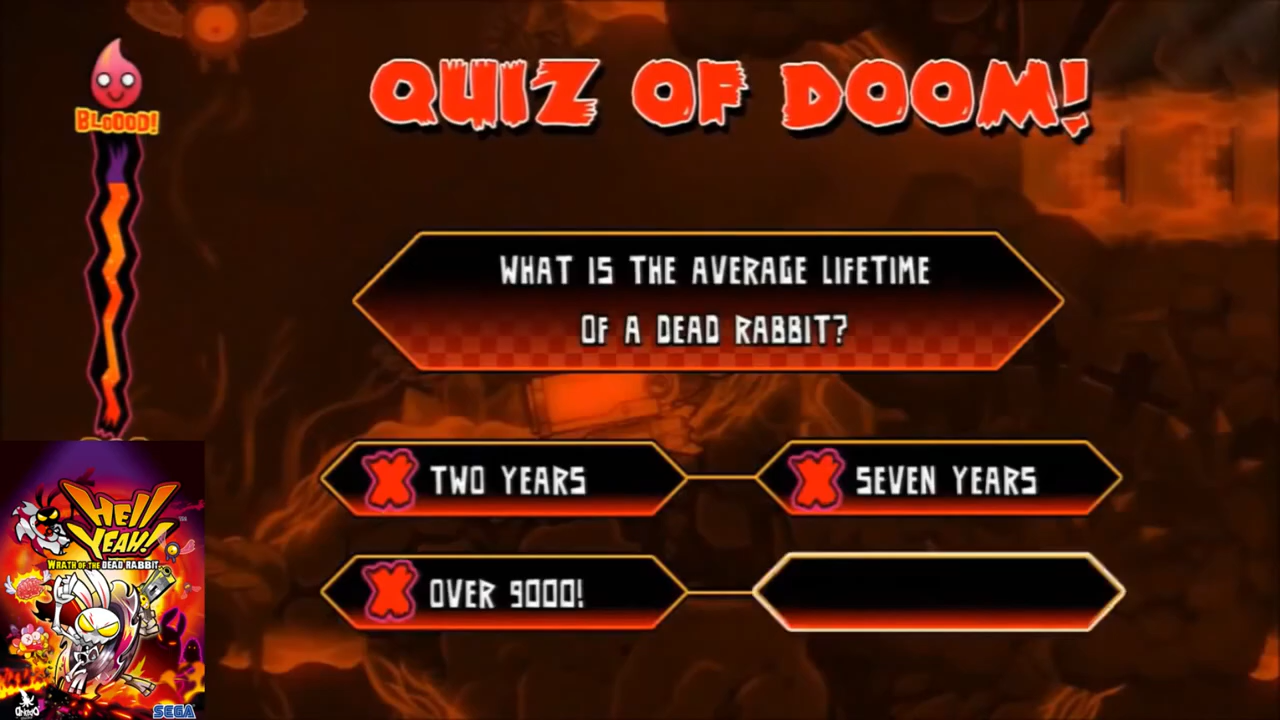 BLOOOD!
QUIZ OF DOOM!
WHAT IS THE AVERAGE LIFETIME
OF A DEAD RABBIT?
X TWO YEARS
X SEVEN YEARS
X OVER 9000!
HELL
YEAH!
WRATH OF THE DEAD RABBIT
SEGA